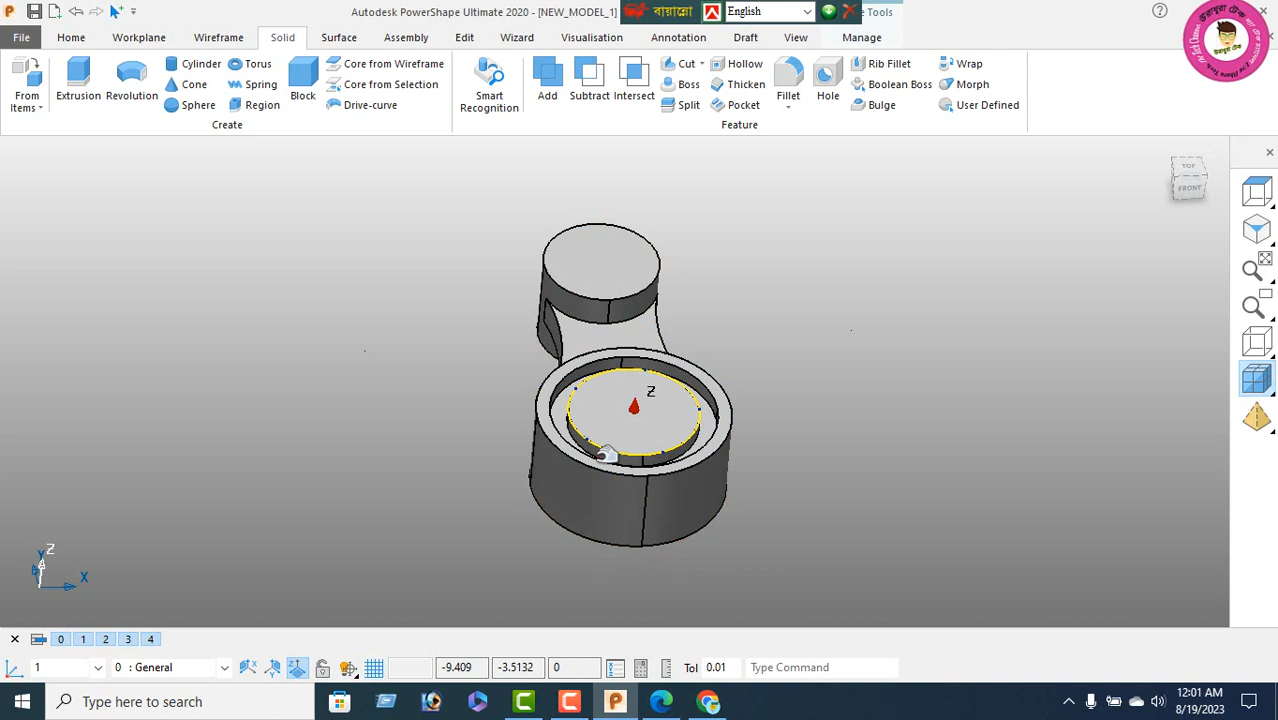 Autodesk PowerShape Ultimate 2020 - [NEW_MODEL_1]
বায়ান্নো
English
e Tools
File
Home
Workplane
Wireframe
Solid
Surface
Assembly
Edit
Wizard
Visualisation
Annotation
Draft
View
Manage
From Items
Extrusion
Revolution
Cylinder
Cone
Sphere
Torus
Spring
Region
Block
Core from Wireframe
Core from Selection
Drive-curve
Create
Smart Recognition
Add
Subtract
Intersect
Cut
Boss
Split
Hollow
Thicken
Pocket
Fillet
Hole
Rib Fillet
Boolean Boss
Bulge
Wrap
Morph
User Defined
Feature
TOP
FRONT
Z
Z
Y
X
0 1 2 3 4
1
0 : General
-9.409
-3.5132
0
Tol 0.01
Type Command
Type here to search
12:01 AM
8/19/2023